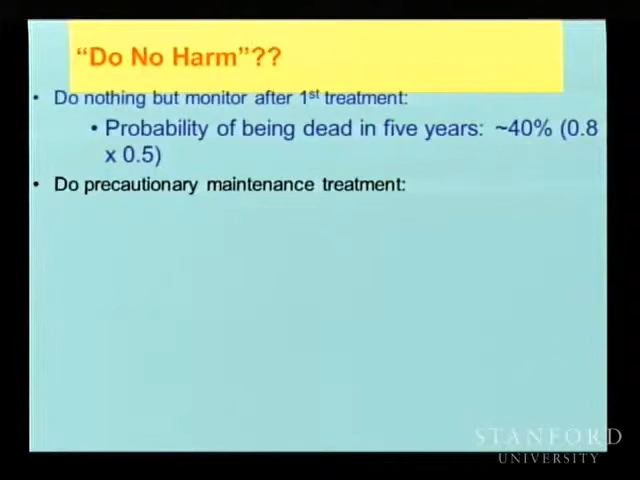 “Do No Harm”??
• Do nothing but monitor after 1st treatment:
• Probability of being dead in five years: ~40% (0.8
x 0.5)
• Do precautionary maintenance treatment:
STANFORD
UNIVERSITY